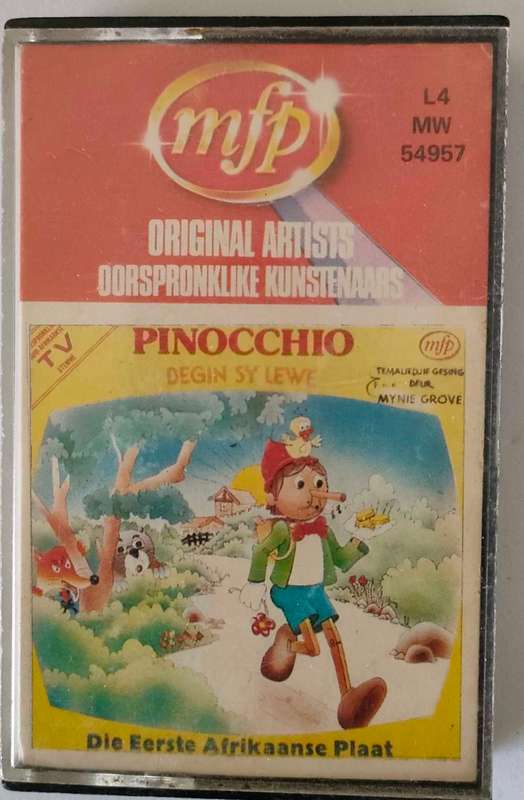 mfp
L4
MW
54957
ORIGINAL ARTISTS
OORSPRONKLIKE KUNSTENAARS
TV
STEMME
PINOCCHIO
BEGIN SY LEWE
mfp
TEMALIEDJIE GESING
DEUR
MYNIE GROVE
Die Eerste Afrikaanse Plaat